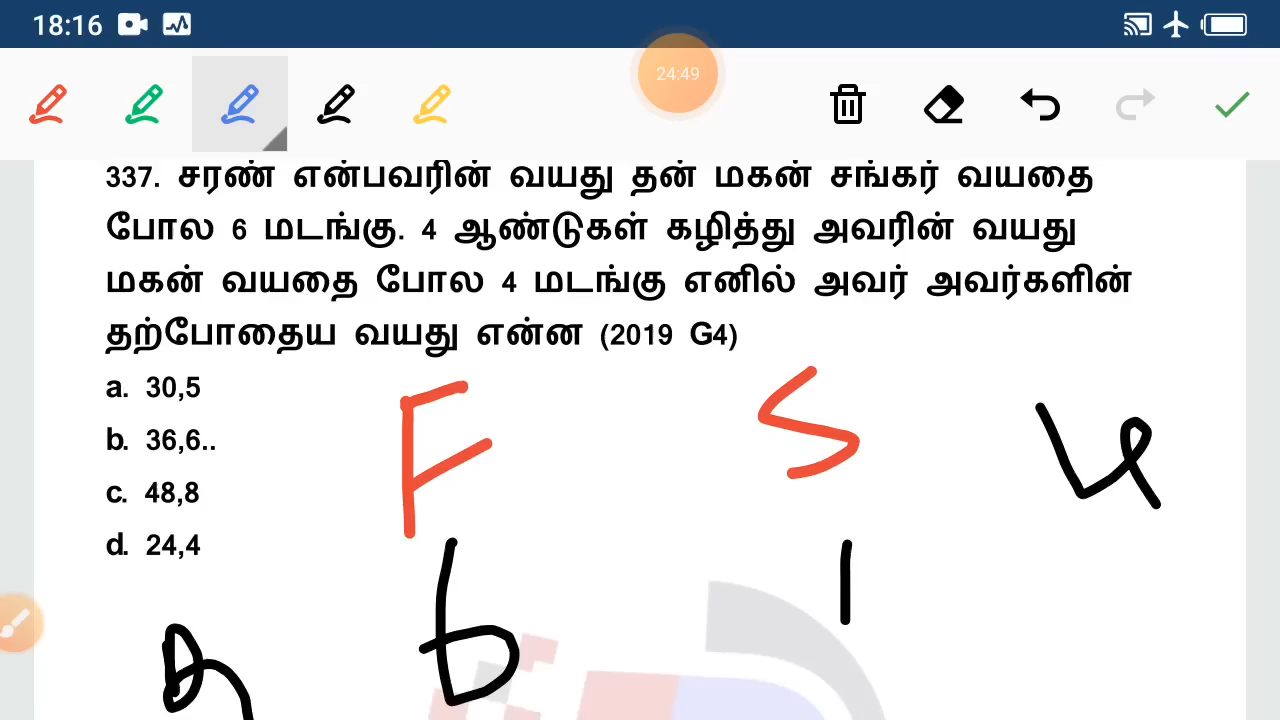 18:16
24:49
337. சரண் என்பவரின் வயது தன் மகன் சங்கர் வயதை
போல 6 மடங்கு. 4 ஆண்டுகள் கழித்து அவரின் வயது
மகன் வயதை போல 4 மடங்கு எனில் அவர் அவர்களின்
தற்போதைய வயது என்ன (2019 G4)
a. 30,5
b. 36,6..
c. 48,8
d. 24,4
F S
6 1